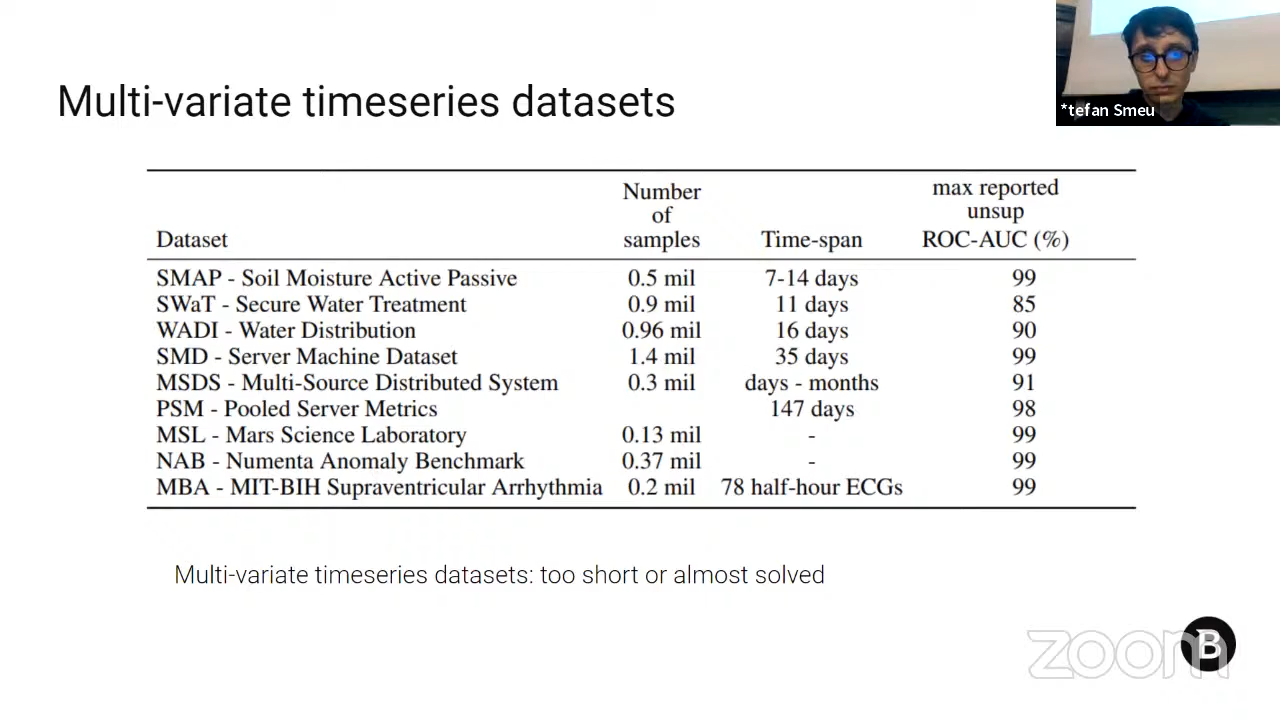 Multi-variate timeseries datasets
*tefan Smeu
Number
of
samples
max reported
unsup
ROC-AUC (%)
Dataset
Time-span
SMAP - Soil Moisture Active Passive 0.5 mil 7-14 days 99
SWaT - Secure Water Treatment 0.9 mil 11 days 85
WADI - Water Distribution 0.96 mil 16 days 90
SMD - Server Machine Dataset 1.4 mil 35 days 99
MSDS - Multi-Source Distributed System 0.3 mil days - months 91
PSM - Pooled Server Metrics 147 days 98
MSL - Mars Science Laboratory 0.13 mil - 99
NAB - Numenta Anomaly Benchmark 0.37 mil - 99
MBA - MIT-BIH Supraventricular Arrhythmia 0.2 mil 78 half-hour ECGs 99
Multi-variate timeseries datasets: too short or almost solved
zoom
B